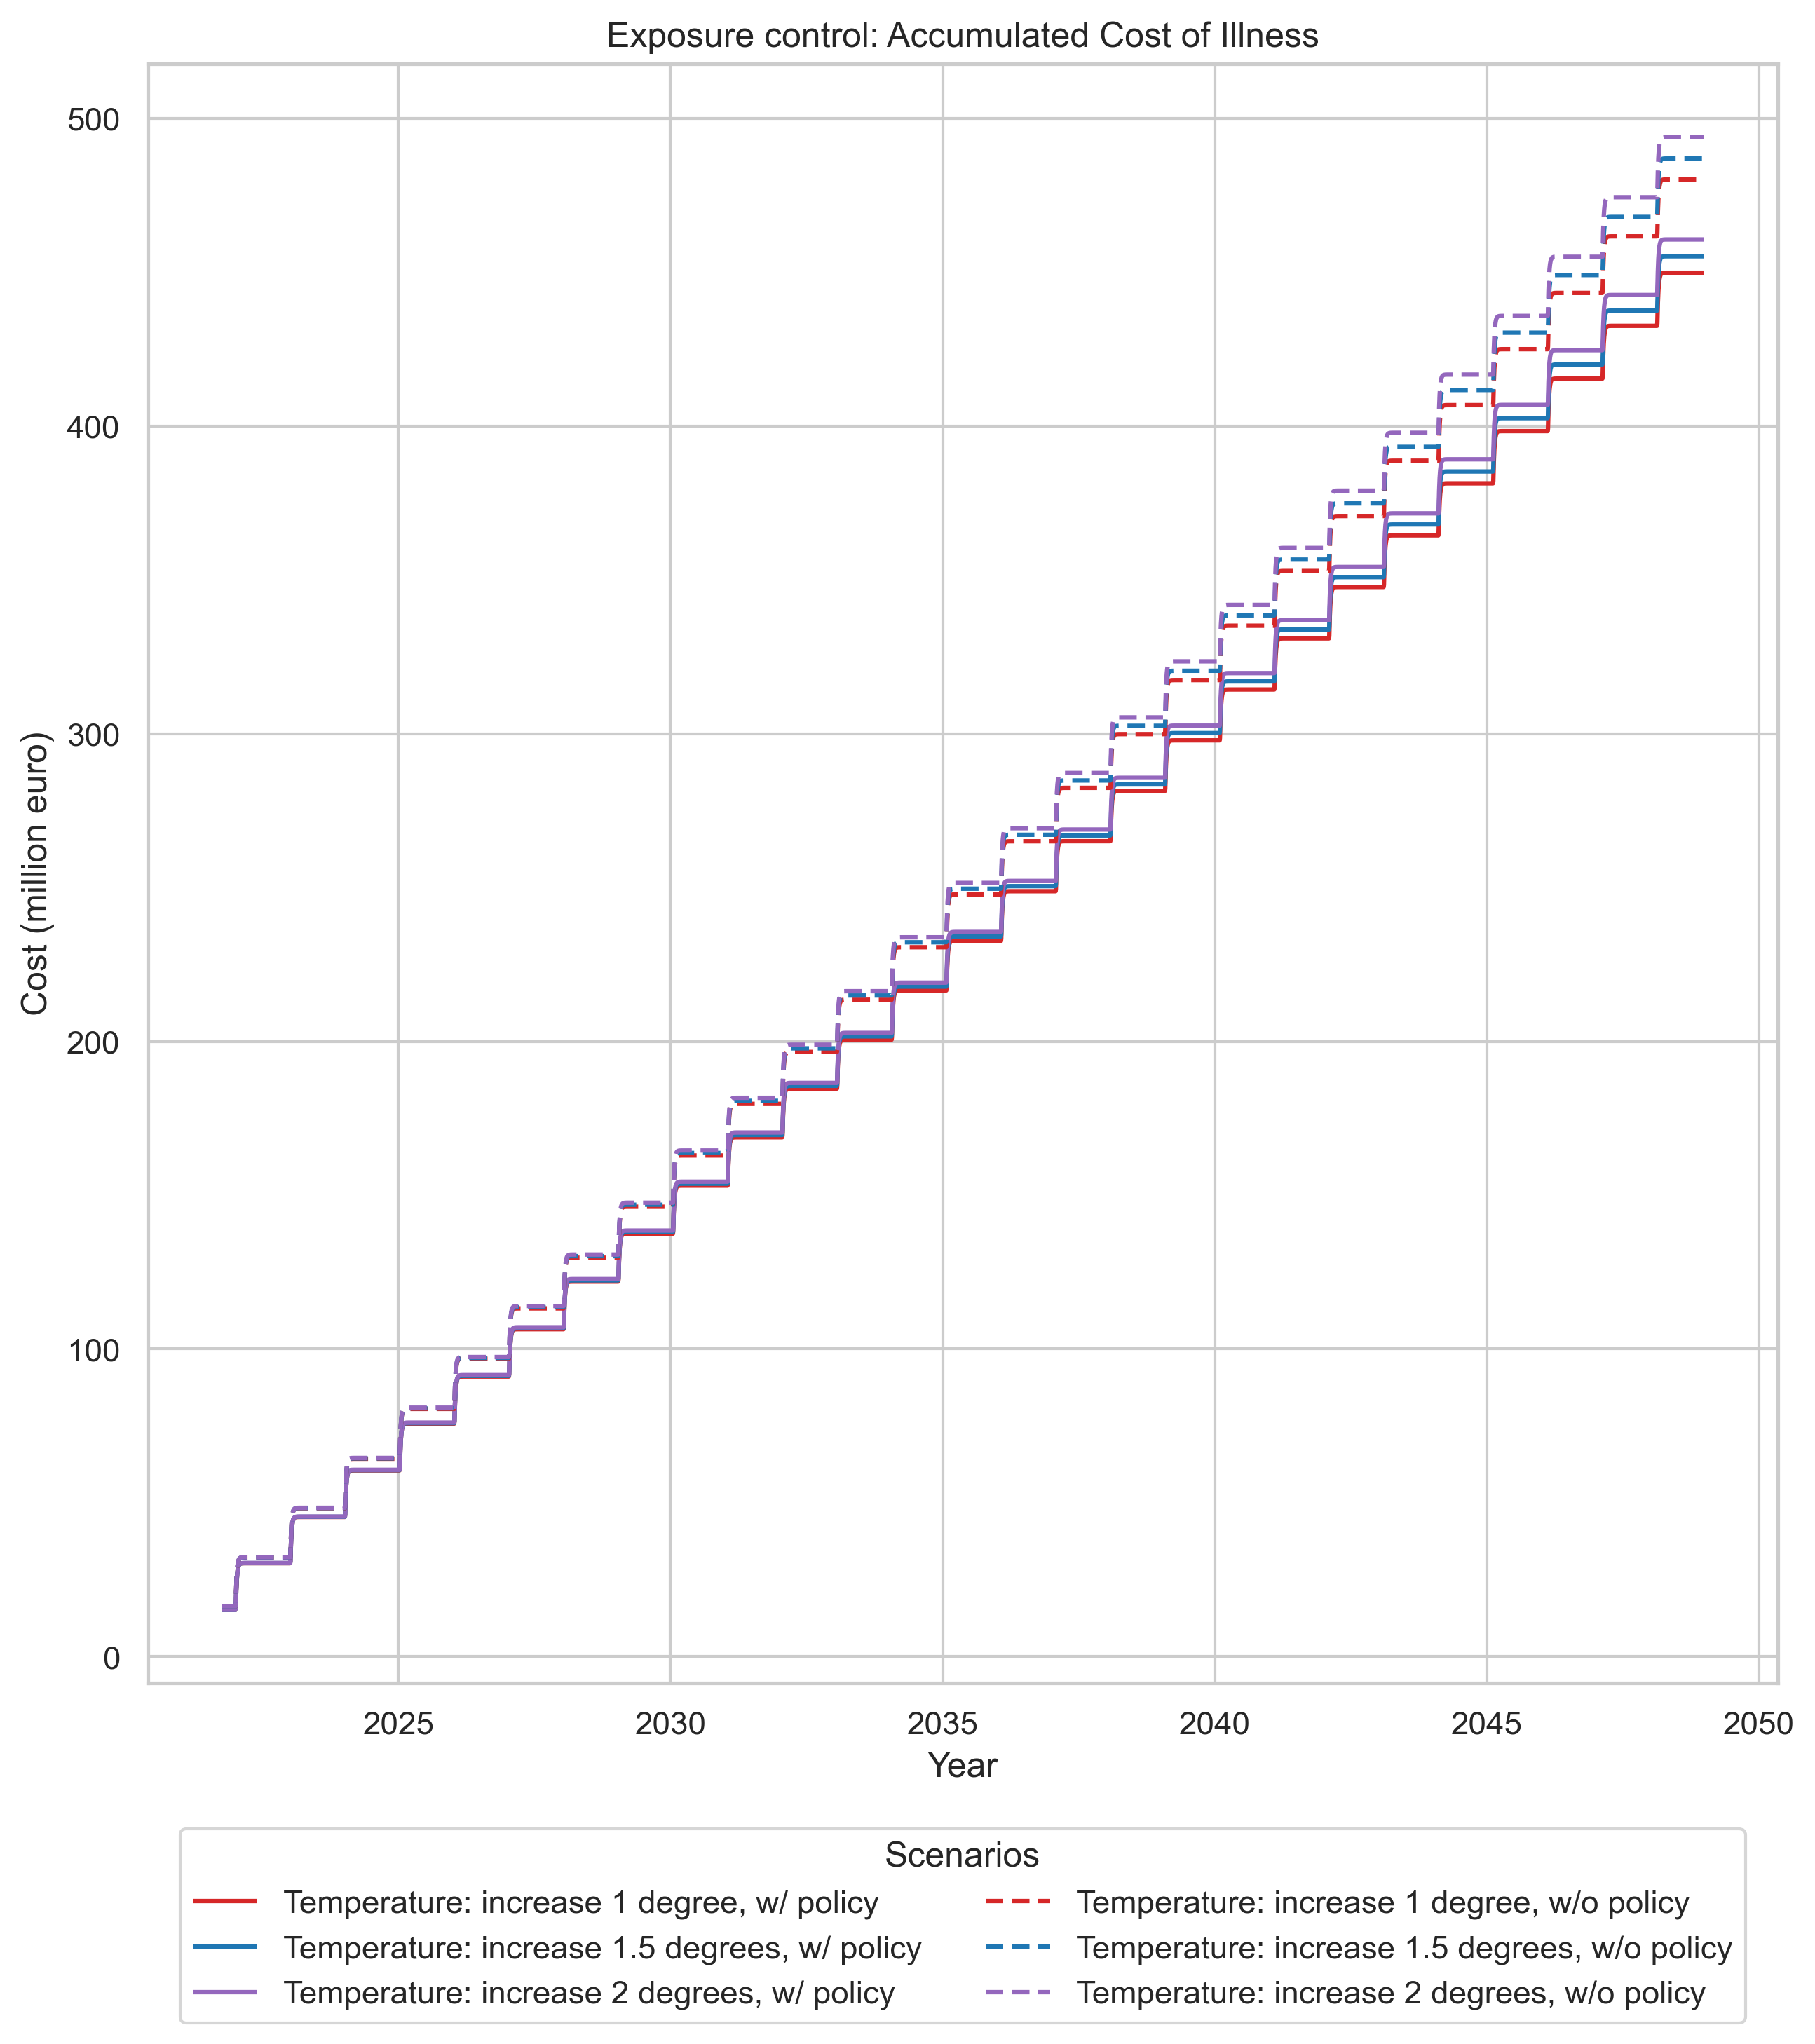 Exposure control: Accumulated Cost of Illness
500
400
300
200
100
0
Cost (million euro)
2025 2030 2035 2040 2045 2050
Year
Scenarios
Temperature: increase 1 degree, w/ policy
Temperature: increase 1.5 degrees, w/ policy
Temperature: increase 2 degrees, w/ policy
Temperature: increase 1 degree, w/o policy
Temperature: increase 1.5 degrees, w/o policy
Temperature: increase 2 degrees, w/o policy